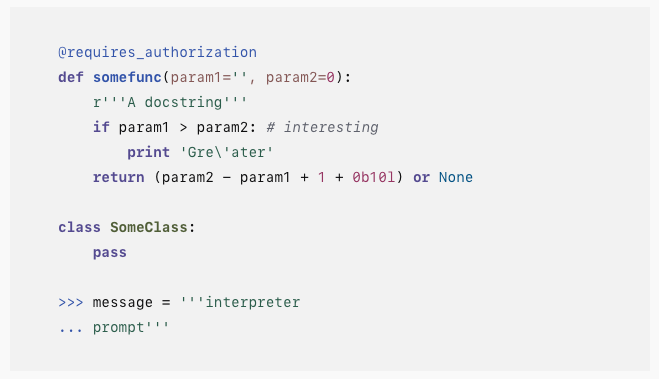 @requires_authorization
def somefunc(param1='', param2=0):
    r'''A docstring'''
    if param1 > param2: # interesting
        print 'Gre\'ater'
    return (param2 - param1 + 1 + 0b10l) or None
class SomeClass:
    pass
>>> message = '''interpreter
... prompt'''